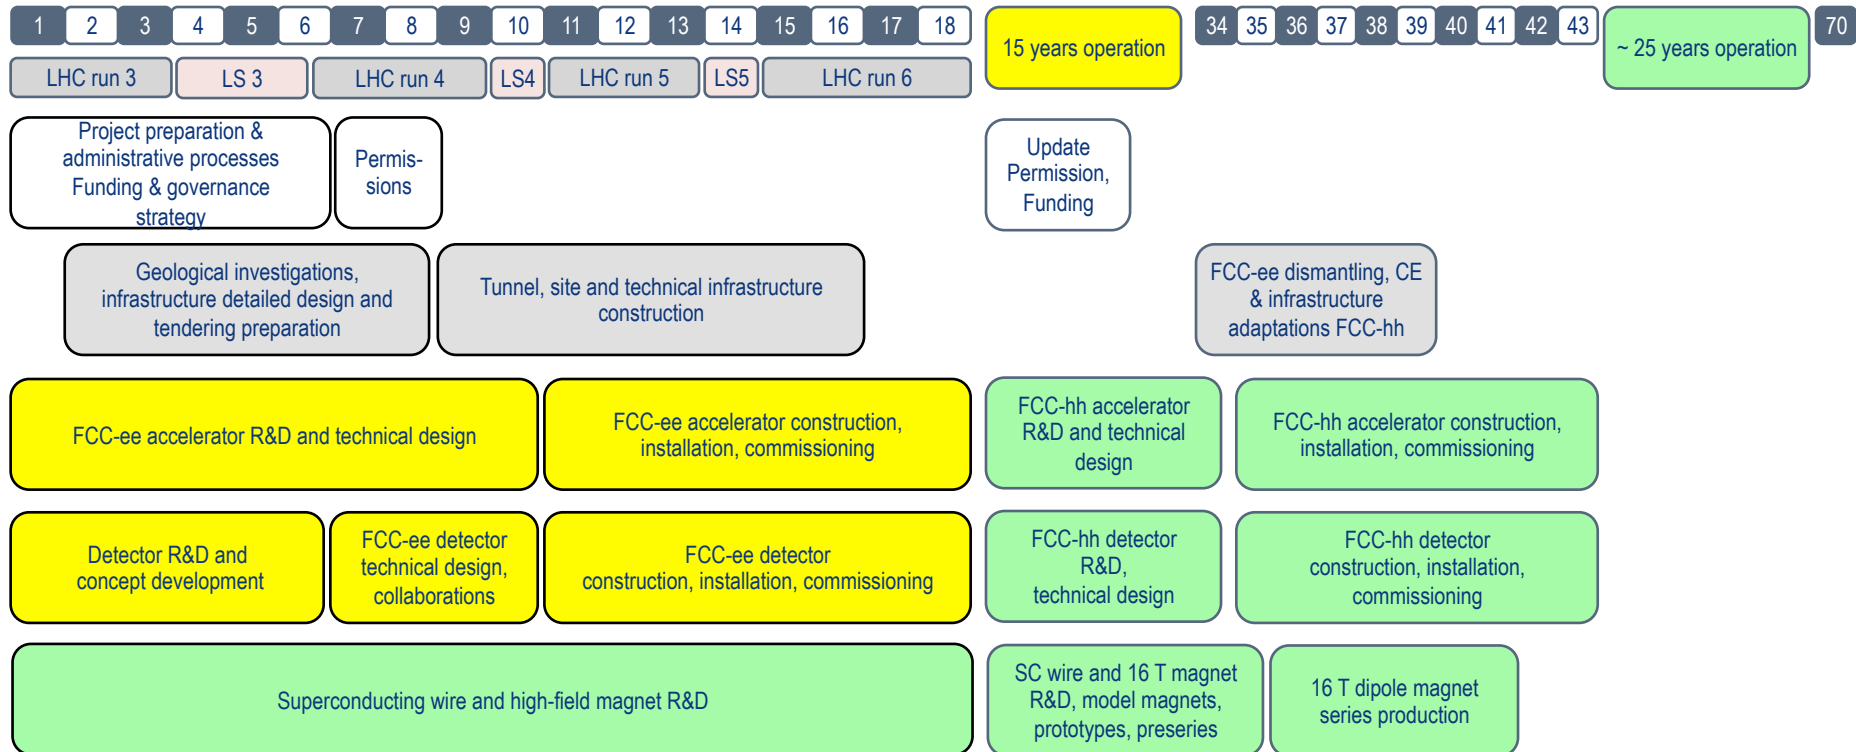 1 2 3 4 5 6 7 8 9 10 11 12 13 14 15 16 17 18
15 years operation
34 35 36 37 38 39 40 41 42 43
~ 25 years operation
70
LHC run 3
LS 3
LHC run 4
LS4
LHC run 5
LS5
LHC run 6
Project preparation &
administrative processes
Funding & governance
strategy
Permis-
sions
Update
Permission,
Funding
Geological investigations,
infrastructure detailed design and
tendering preparation
Tunnel, site and technical infrastructure
construction
FCC-ee dismantling, CE
& infrastructure
adaptations FCC-hh
FCC-ee accelerator R&D and technical design
FCC-ee accelerator construction,
installation, commissioning
FCC-hh accelerator
R&D and technical
design
FCC-hh accelerator construction,
installation, commissioning
Detector R&D and
concept development
FCC-ee detector
technical design,
collaborations
FCC-ee detector
construction, installation, commissioning
FCC-hh detector
R&D,
technical design
FCC-hh detector
construction, installation,
commissioning
Superconducting wire and high-field magnet R&D
SC wire and 16 T magnet
R&D, model magnets,
prototypes, preseries
16 T dipole magnet
series production